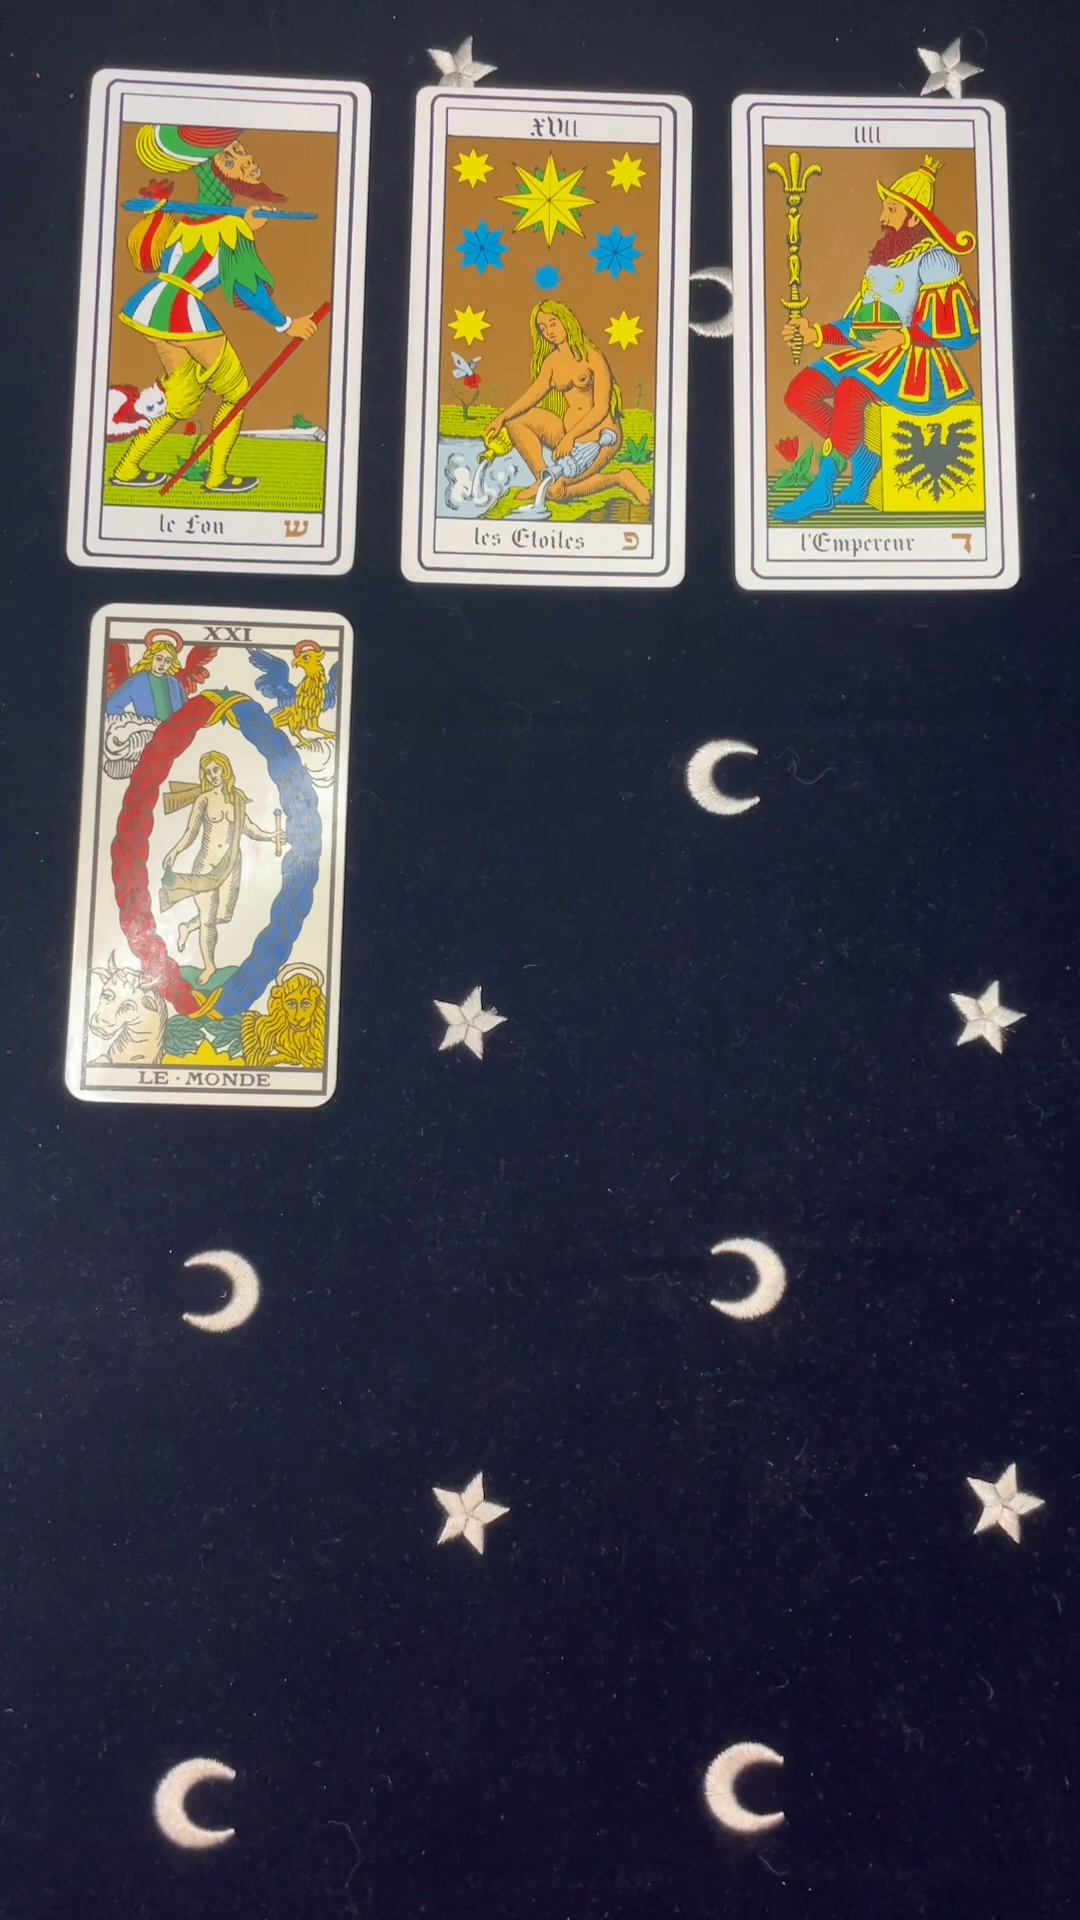 le Fou
ש
XVII
les Etoiles
פ
IIII
l'Empereur
ד
XXI
LE · MONDE